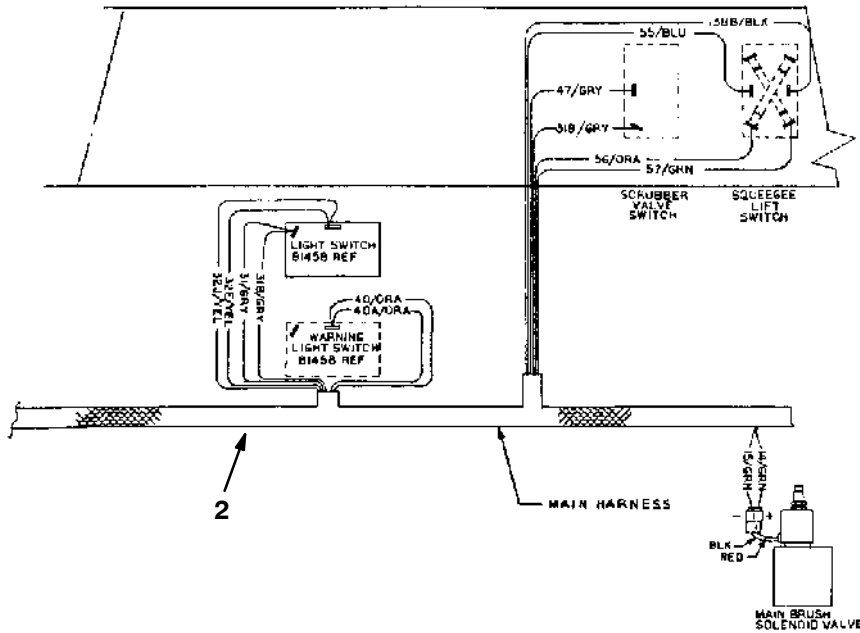 138B/BLK
55/BLU
47/GRY
31B/GRY
56/ORA
57/GRN
SCRUBBER
VALVE
SWITCH
SQUEEGEE
LIFT
SWITCH
LIGHT SWITCH
81458 REF
32J/YEL
32E/YEL
31/GRY
31B/GRY
40/ORA
40A/ORA
WARNING
LIGHT SWITCH
81458 REF
2
MAIN HARNESS
15/GRN
14/GRN
- +
BLK
RED
MAIN BRUSH
SOLENOID VALVE